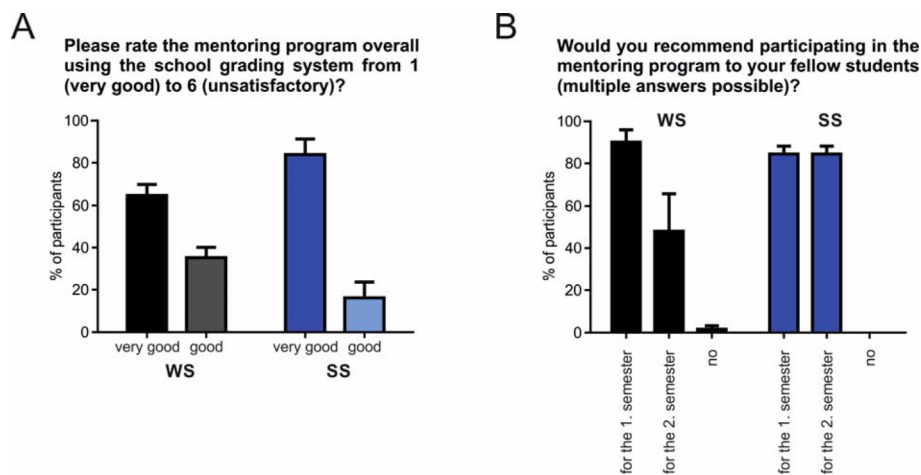 A
Please rate the mentoring program overall
using the school grading system from 1
(very good) to 6 (unsatisfactory)?
100
80
60
40
20
0
% of participants
very good
good
very good
good
WS
SS
B
Would you recommend participating in the
mentoring program to your fellow students
(multiple answers possible)?
WS
SS
100
80
60
40
20
0
% of participants
for the 1. semester
for the 2. semester
no
for the 1. semester
for the 2. semester
no